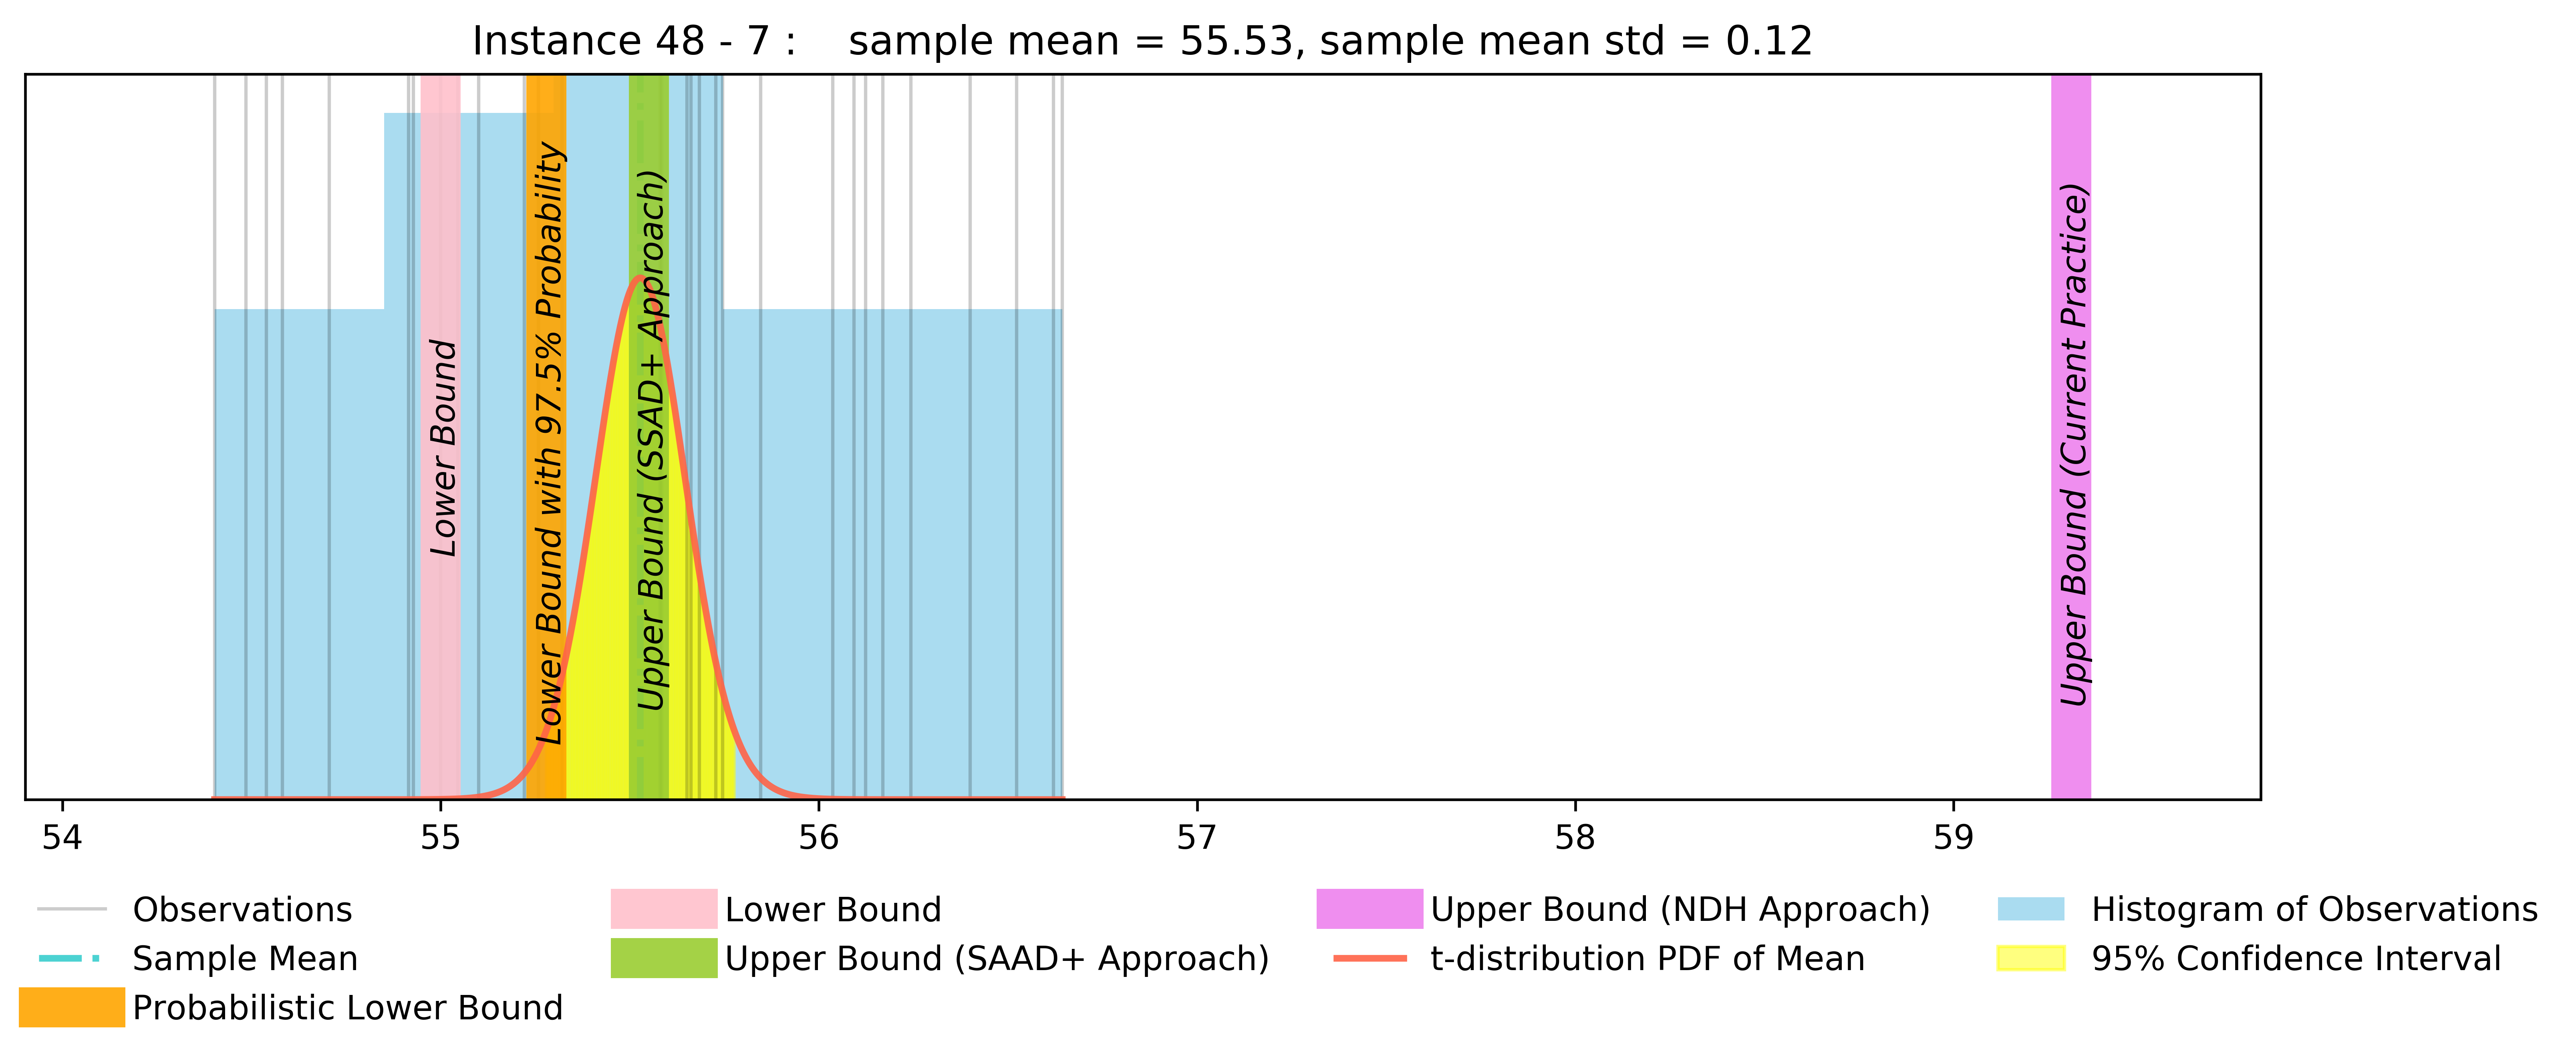 Instance 48 - 7 :    sample mean = 55.53, sample mean std = 0.12
Lower Bound
Lower Bound with 97.5% Probability
Upper Bound (SSAD+ Approach)
Upper Bound (Current Practice)
54 55 56 57 58 59
Observations
Sample Mean
Probabilistic Lower Bound
Lower Bound
Upper Bound (SAAD+ Approach)
Upper Bound (NDH Approach)
t-distribution PDF of Mean
Histogram of Observations
95% Confidence Interval